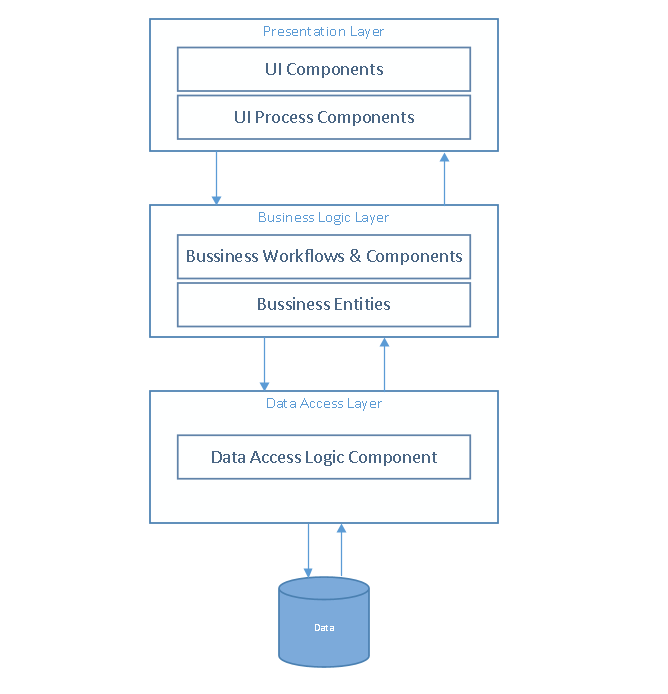 Presentation Layer
UI Components
UI Process Components
Business Logic Layer
Bussiness Workflows & Components
Bussiness Entities
Data Access Layer
Data Access Logic Component
Data